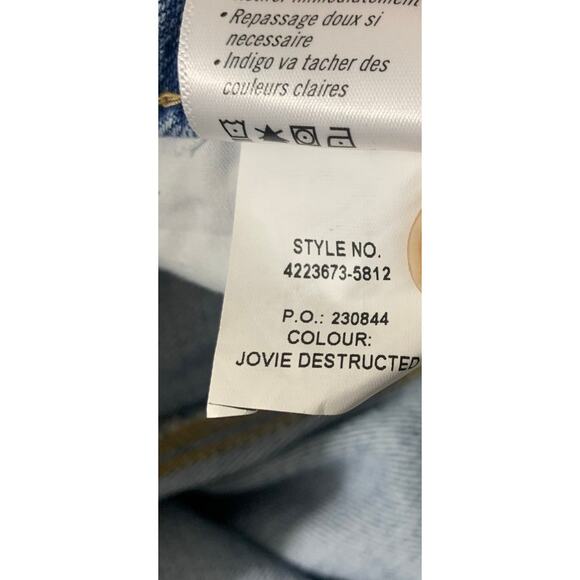 • Repassage doux si
necessaire
• Indigo va tacher des
couleurs claires
STYLE NO.
4223673-5812
P.O.: 230844
COLOUR:
JOVIE DESTRUCTED